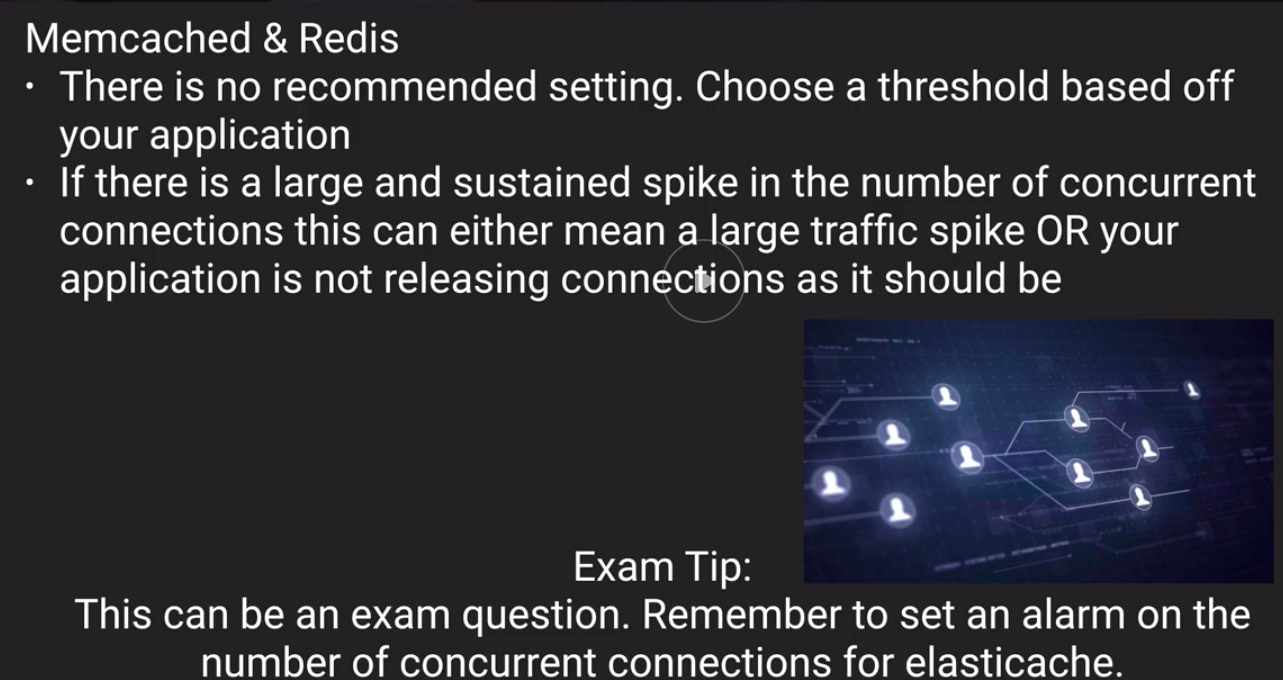 Memcached & Redis
• There is no recommended setting. Choose a threshold based off
your application
• If there is a large and sustained spike in the number of concurrent
connections this can either mean a large traffic spike OR your
application is not releasing connections as it should be
Exam Tip:
This can be an exam question. Remember to set an alarm on the
number of concurrent connections for elasticache.